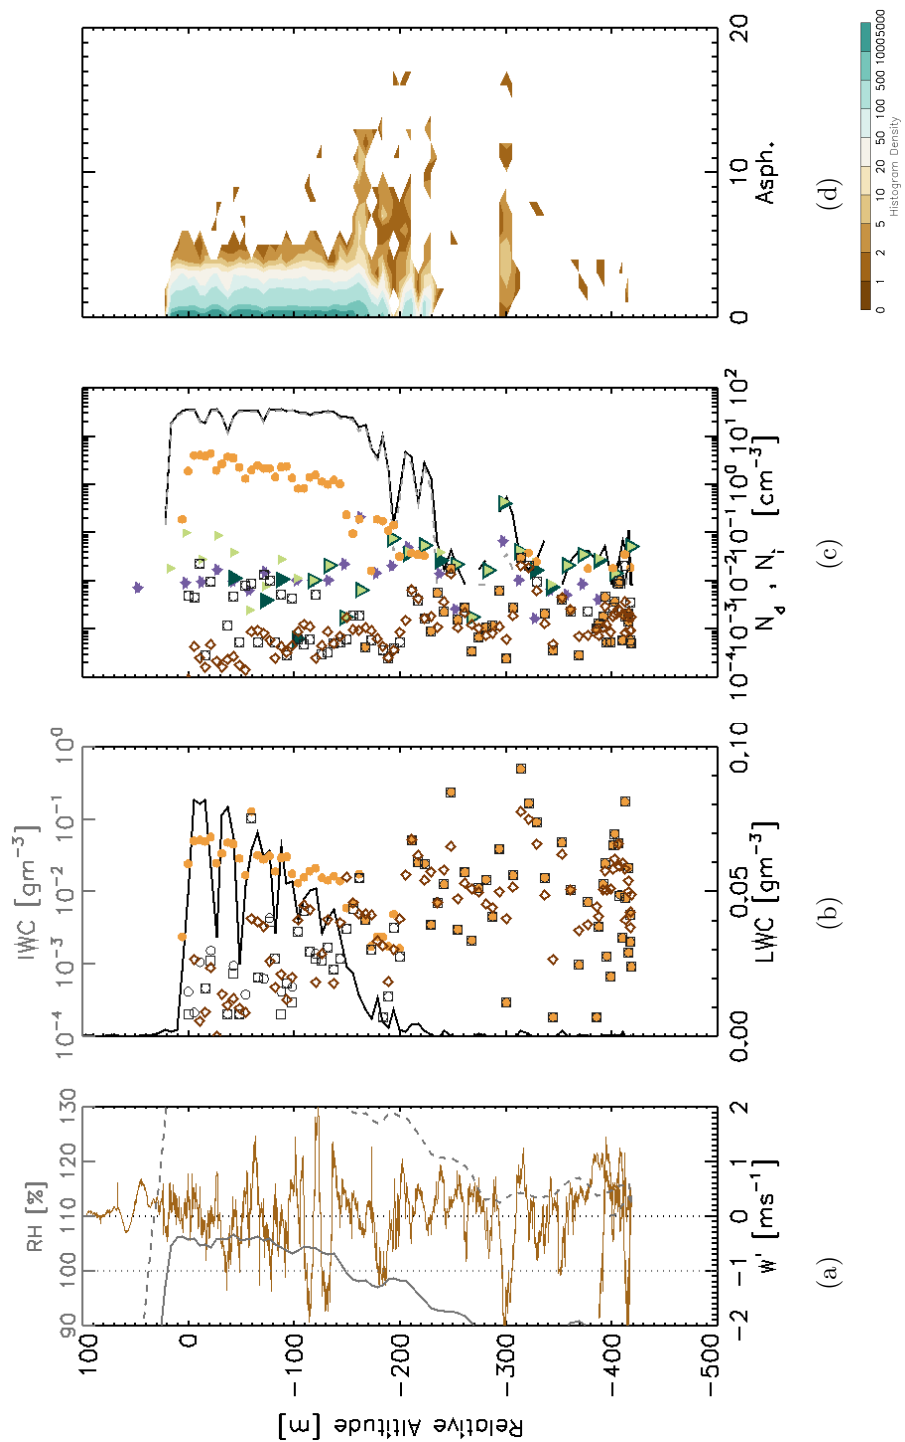 RH [%]
90 100 110 120 130
Relative Altitude [m]
100
0
−100
−200
−300
−400
−500
−2 −1 0 1 2
w' [ms⁻¹]
(a)
IWC [gm⁻³]
10⁻⁴ 10⁻³ 10⁻² 10⁻¹ 10⁰
0.00 0.05 0.10
LWC [gm⁻³]
(b)
10⁻⁴ 10⁻³ 10⁻² 10⁻¹ 10⁰ 10¹ 10²
N_d , N_i [cm⁻³]
(c)
0 10 20
Asph.
(d)
0 1 2 5 10 20 50 100 500 1000 5000
Histogram Density